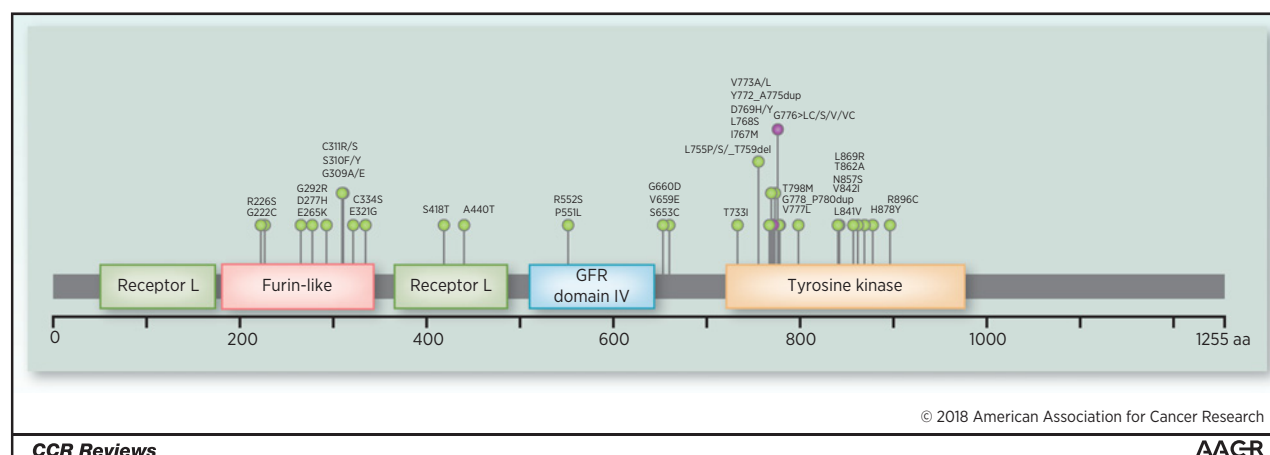 V773A/L
Y772_A775dup
D769H/Y
L768S
I767M
G776>LC/S/V/VC
L755P/S/_T759del
C311R/S
S310F/Y
G309A/E
R226S
G222C
G292R
D277H
E265K
C334S
E321G
S418T
A440T
R552S
P551L
G660D
V659E
S653C
T733I
T798M
G778_P780dup
V777L
L869R
T862A
N857S
V842I
L841V
H878Y
R896C
Receptor L
Furin-like
Receptor L
GFR
domain IV
Tyrosine kinase
0 200 400 600 800 1000 1255 aa
© 2018 American Association for Cancer Research
CCR Reviews
AACR